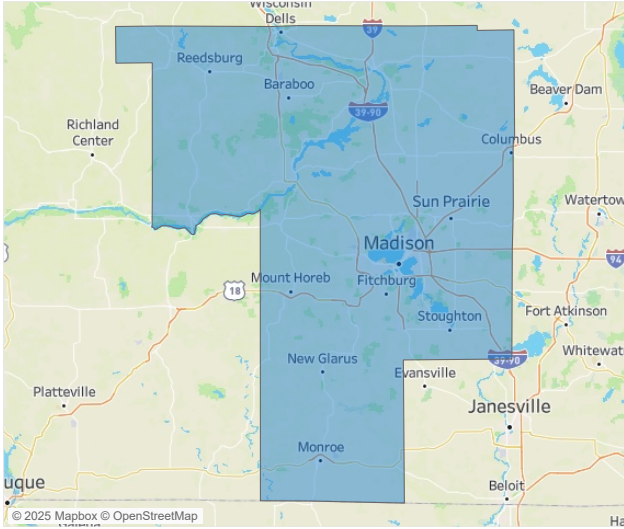 Wisconsin
Dells
39
Reedsburg
Baraboo
Beaver Dam
39-90
Richland
Center
Columbus
Sun Prairie
Watertow
Madison
94
Mount Horeb
18
Fitchburg
Stoughton
Fort Atkinson
39-90
Whitewat
New Glarus
Evansville
Platteville
Janesville
Monroe
uque
Beloit
© 2025 Mapbox © OpenStreetMap
Galena
Ha